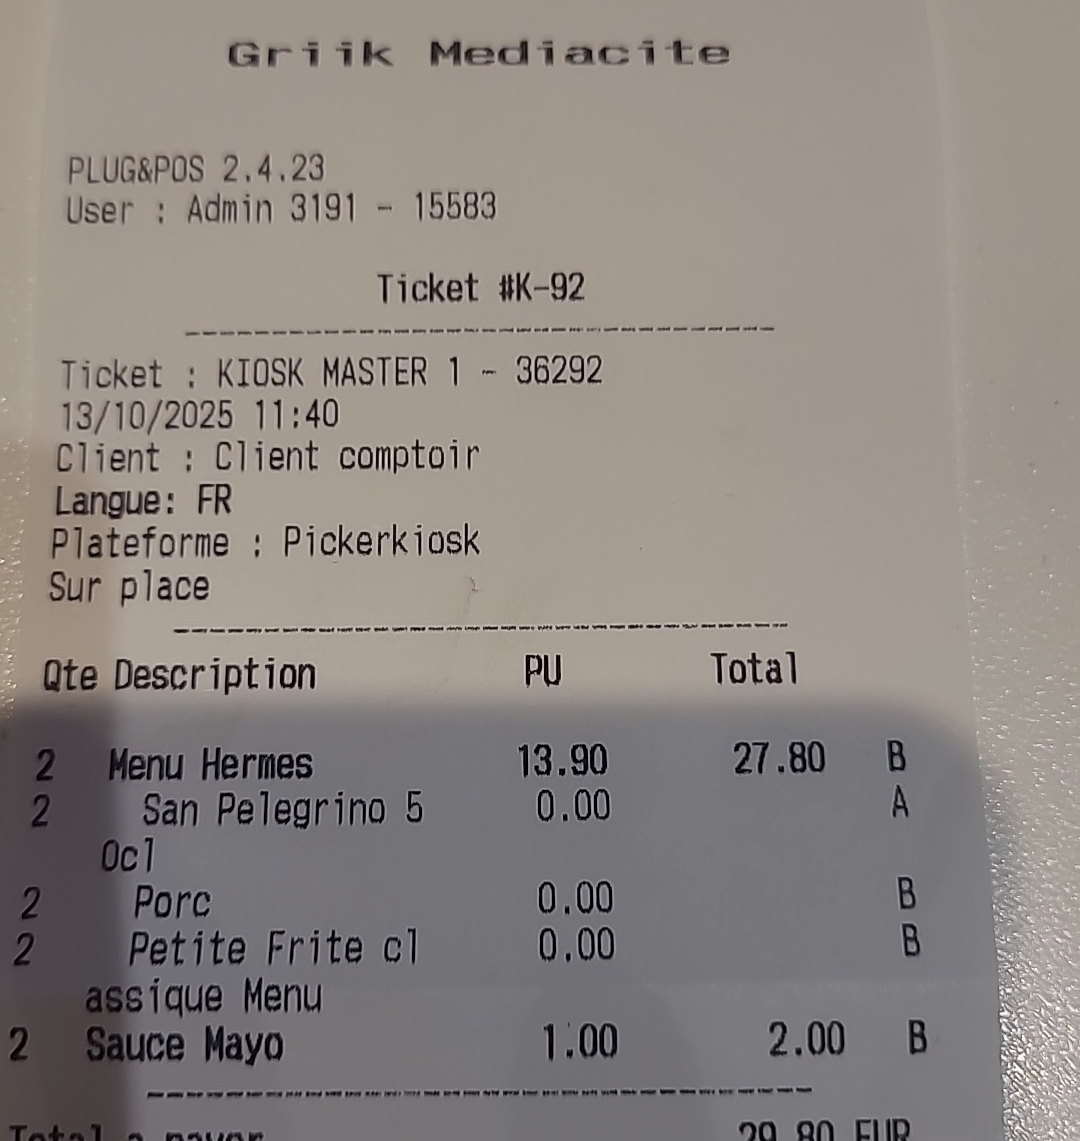 Griik Mediacite
PLUG&POS 2.4.23
User : Admin 3191 - 15583
Ticket #K-92
Ticket : KIOSK MASTER 1 - 36292
13/10/2025 11:40
Client : Client comptoir
Langue: FR
Plateforme : Pickerkiosk
Sur place
Qte Description PU Total
2 Menu Hermes 13.90 27.80 B
2 San Pelegrino 5 0.00 A
0cl
2 Porc 0.00 B
2 Petite Frite cl 0.00 B
assique Menu
2 Sauce Mayo 1.00 2.00 B
Total a payer 29.80 EUR